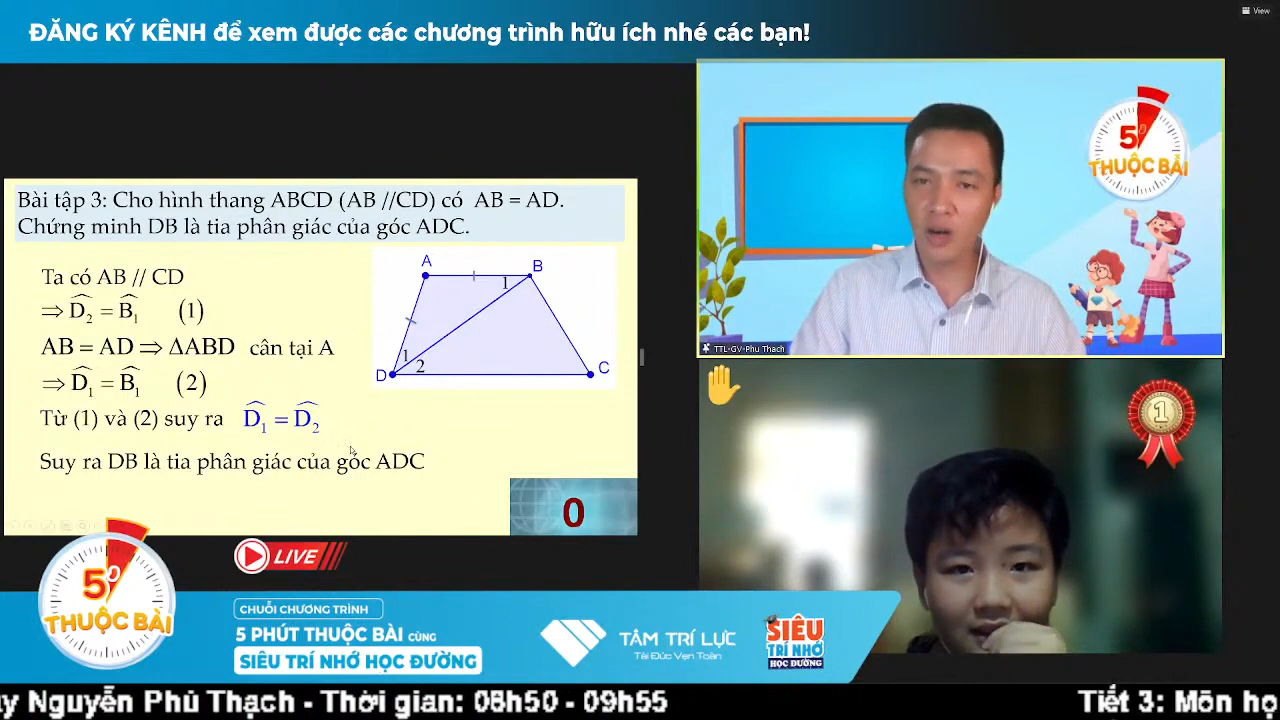 ĐĂNG KÝ KÊNH để xem được các chương trình hữu ích nhé các bạn!
View
5
THUỘC BÀI
Bài tập 3: Cho hình thang ABCD (AB //CD) có AB = AD.
Chứng minh DB là tia phân giác của góc ADC.
Ta có AB // CD
⇒ D̂₂ = B̂₁ (1)
AB = AD ⇒ ΔABD cân tại A
⇒ D̂₁ = B̂₁ (2)
Từ (1) và (2) suy ra D̂₁ = D̂₂
Suy ra DB là tia phân giác của góc ADC
A
B
1
1
2
D
C
0
TTL-GV-Phu Thach
1
LIVE
5
THUỘC BÀI
CHUỖI CHƯƠNG TRÌNH
5 PHÚT THUỘC BÀI CÙNG
SIÊU TRÍ NHỚ HỌC ĐƯỜNG
TÂM TRÍ LỰC
Tài Đức Vẹn Toàn
SIÊU
TRÍ NHỚ
HỌC ĐƯỜNG
Nguyễn Phú Thạch - Thời gian: 08h50 - 09h55
Tiết 3: Môn